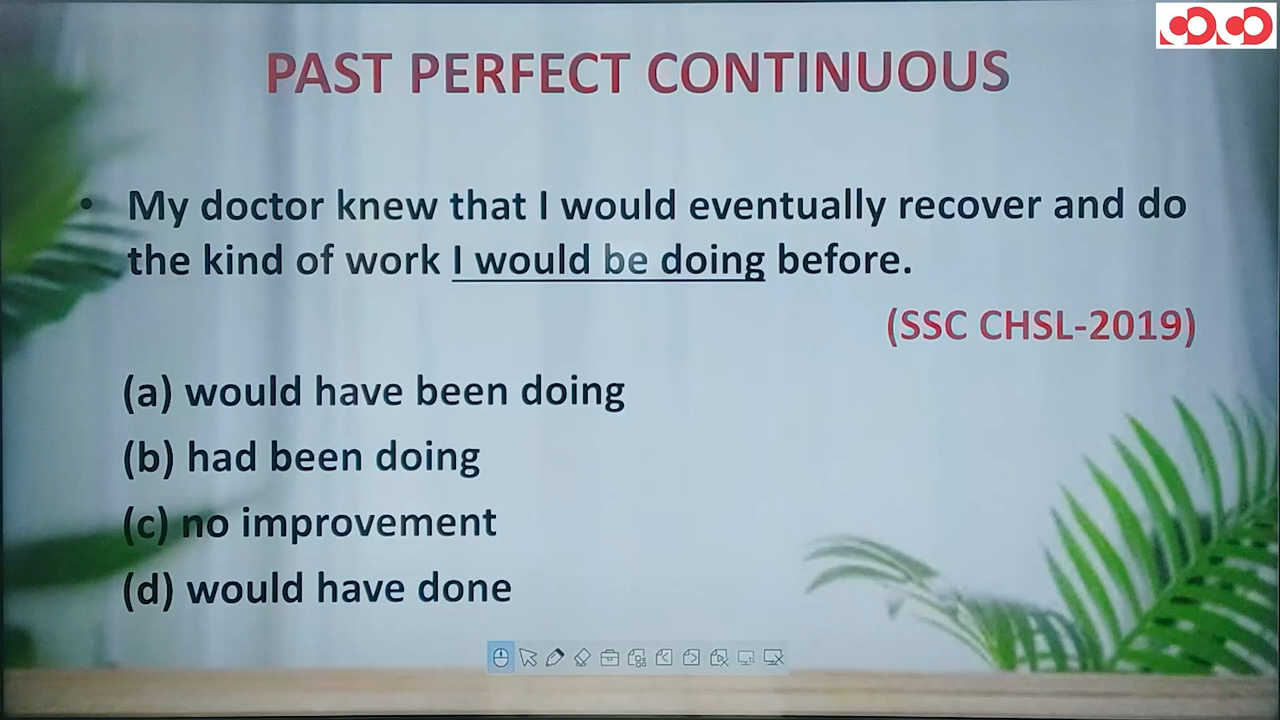 PAST PERFECT CONTINUOUS
• My doctor knew that I would eventually recover and do
the kind of work I would be doing before.
(SSC CHSL-2019)
(a) would have been doing
(b) had been doing
(c) no improvement
(d) would have done